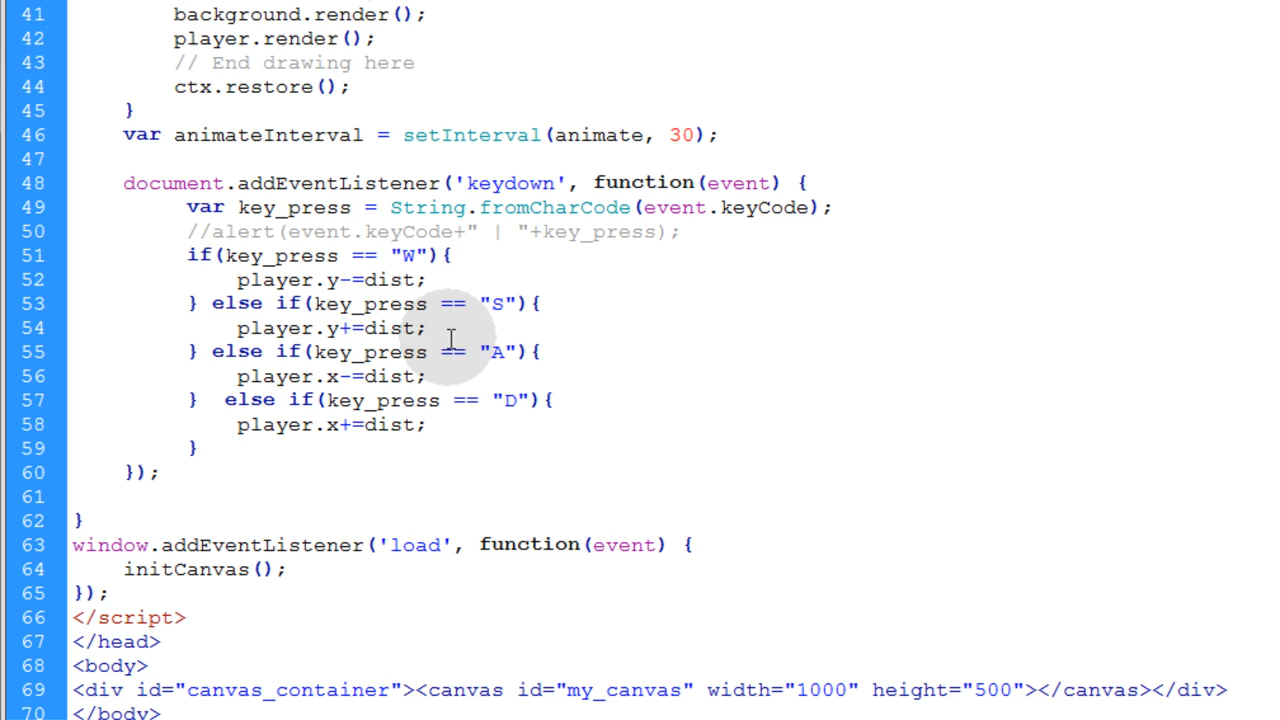 41 background.render();
42 player.render();
43 // End drawing here
44 ctx.restore();
45 }
46 var animateInterval = setInterval(animate, 30);
47
48 document.addEventListener('keydown', function(event) {
49 var key_press = String.fromCharCode(event.keyCode);
50 //alert(event.keyCode+" | "+key_press);
51 if(key_press == "W"){
52 player.y-=dist;
53 } else if(key_press == "S"){
54 player.y+=dist;
55 } else if(key_press == "A"){
56 player.x-=dist;
57 }  else if(key_press == "D"){
58 player.x+=dist;
59 }
60 });
61
62 }
63 window.addEventListener('load', function(event) {
64 initCanvas();
65 });
66 </script>
67 </head>
68 <body>
69 <div id="canvas_container"><canvas id="my_canvas" width="1000" height="500"></canvas></div>
70 </body>